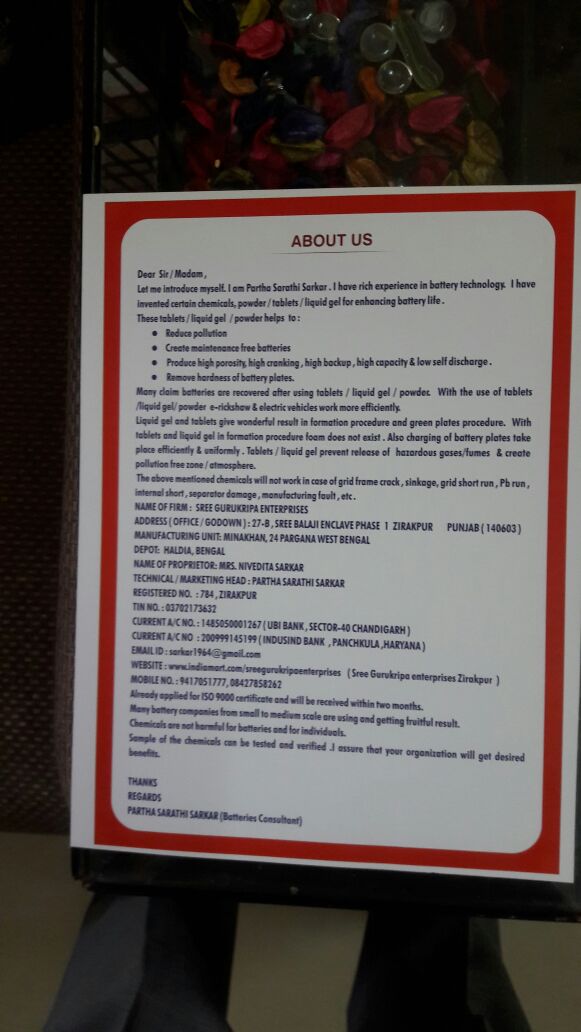 ABOUT US
Dear Sir / Madam ,
Let me introduce myself. I am Partha Sarathi Sarkar . I have rich experience in battery technology. I have
invented certain chemicals, powder / tablets / liquid gel for enhancing battery life .
These tablets / liquid gel / powder helps to :
• Reduce pollution
• Create maintenance free batteries
• Produce high porosity, high cranking , high backup , high capacity & low self discharge .
• Remove hardness of battery plates.
Many claim batteries are recovered after using tablets / liquid gel / powder. With the use of tablets
/liquid gel/ powder e-rickshaw & electric vehicles work more efficiently.
Liquid gel and tablets give wonderful result in formation procedure and green plates procedure. With
tablets and liquid gel in formation procedure foam does not exist . Also charging of battery plates take
place efficiently & uniformly . Tablets / liquid gel prevent release of hazardous gases/fumes & create
pollution free zone / atmosphere.
The above mentioned chemicals will not work in case of grid frame crack , sinkage, grid short run , Pb run ,
internal short , separator damage , manufacturing fault , etc .
NAME OF FIRM : SREE GURUKRIPA ENTERPRISES
ADDRESS ( OFFICE / GODOWN ) : 27-B , SREE BALAJI ENCLAVE PHASE 1 ZIRAKPUR PUNJAB ( 140603 )
MANUFACTURING UNIT: MINAKHAN, 24 PARGANA WEST BENGAL
DEPOT: HALDIA, BENGAL
NAME OF PROPRIETOR: MRS. NIVEDITA SARKAR
TECHNICAL / MARKETING HEAD : PARTHA SARATHI SARKAR
REGISTERED NO. : 784 , ZIRAKPUR
TIN NO. : 03702173632
CURRENT A/C NO. : 1485050001267 ( UBI BANK , SECTOR-40 CHANDIGARH )
CURRENT A/C NO : 200999145199 ( INDUSIND BANK , PANCHKULA ,HARYANA )
EMAIL ID : sarkar1964@gmail.com
WEBSITE : www.indiamart.com/sreegurukripaenterprises ( Sree Gurukripa enterprises Zirakpur )
MOBILE NO. : 9417051777, 08427858262
Already applied for ISO 9000 certificate and will be received within two months.
Many battery companies from small to medium scale are using and getting fruitful result.
Chemicals are not harmful for batteries and for individuals.
Sample of the chemicals can be tested and verified .I assure that your organization will get desired
benefits.
THANKS
REGARDS
PARTHA SARATHI SARKAR (Batteries Consultant)